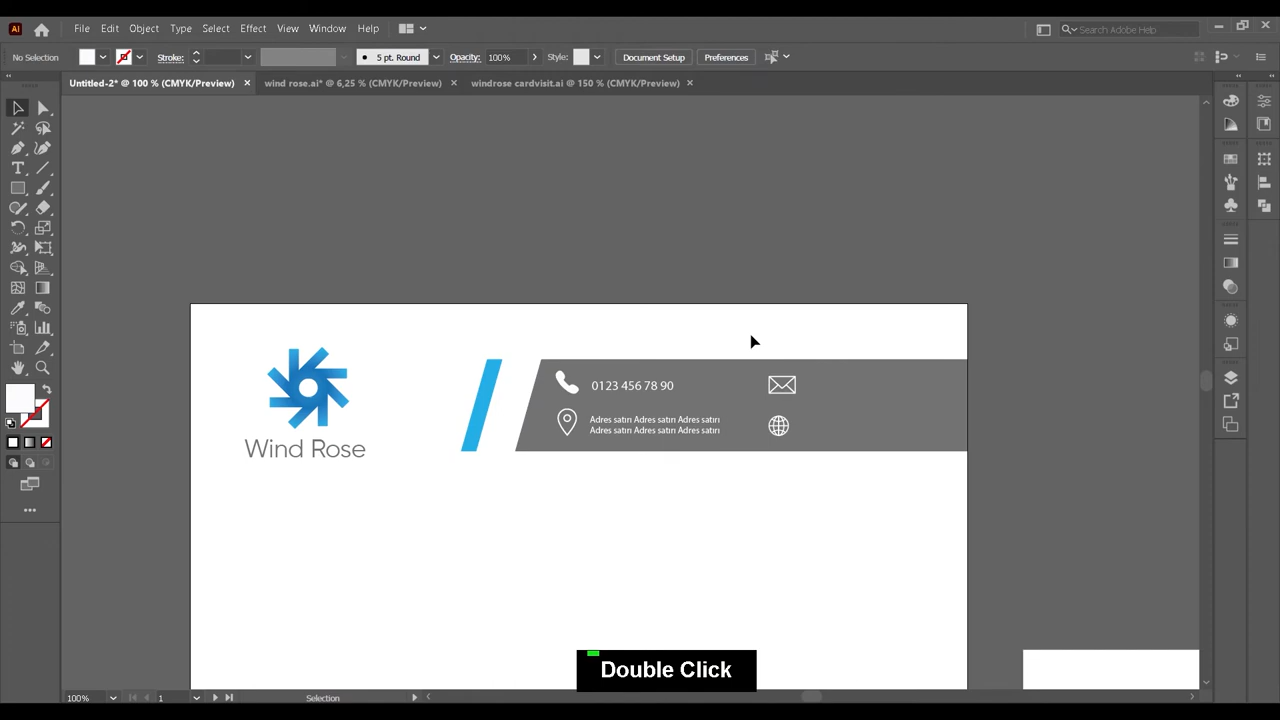 Ai File Edit Object Type Select Effect View Window Help Search Adobe Help
No Selection Stroke: 5 pt. Round Opacity: 100% Style: Document Setup Preferences
Untitled-2* @ 100 % (CMYK/Preview) × wind rose.ai* @ 6,25 % (CMYK/Preview) × windrose cardvisit.ai @ 150 % (CMYK/Preview) ×
0123 456 78 90
Adres satırı Adres satırı Adres satırı
Adres satırı Adres satırı Adres satırı
Wind Rose
Double Click
100% 1 Selection